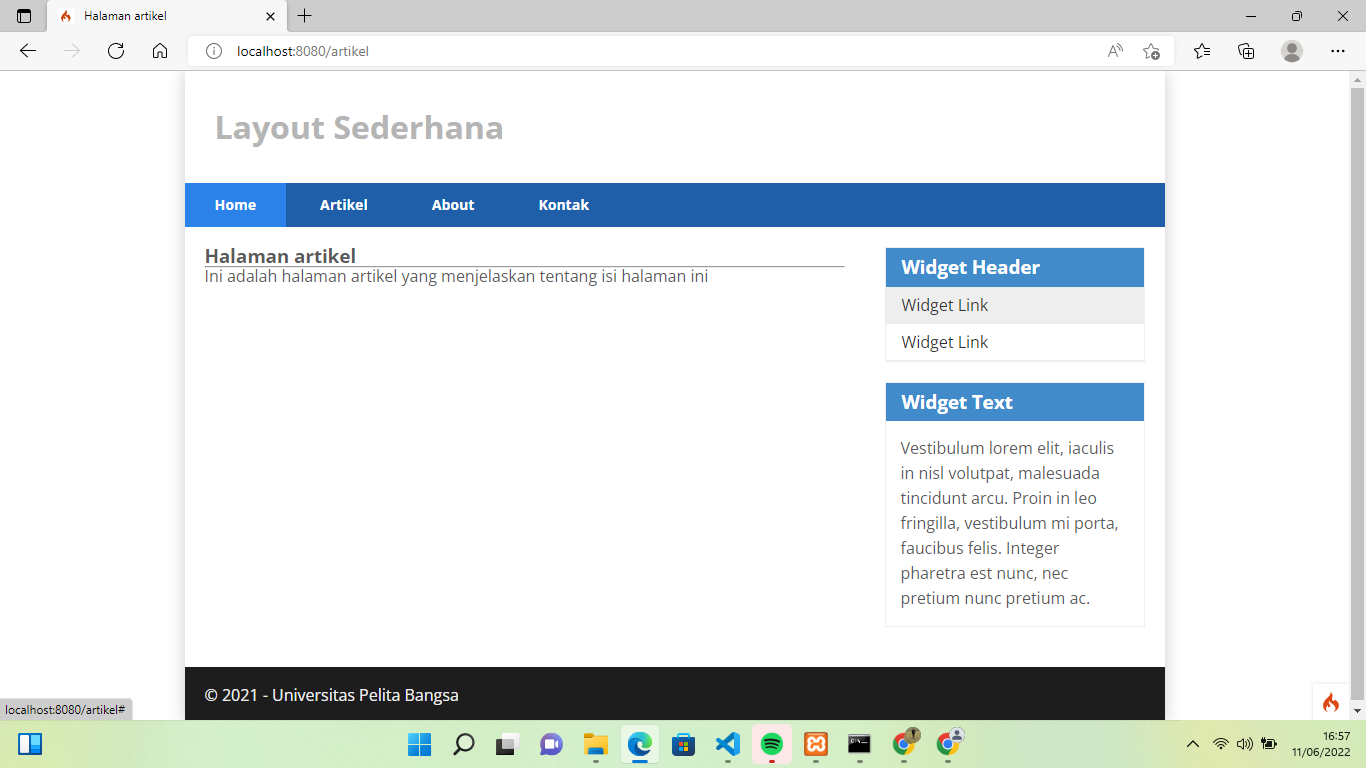 Halaman artikel
localhost:8080/artikel
Layout Sederhana
Home Artikel About Kontak
Halaman artikel
Ini adalah halaman artikel yang menjelaskan tentang isi halaman ini
Widget Header
Widget Link
Widget Link
Widget Text
Vestibulum lorem elit, iaculis
in nisl volutpat, malesuada
tincidunt arcu. Proin in leo
fringilla, vestibulum mi porta,
faucibus felis. Integer
pharetra est nunc, nec
pretium nunc pretium ac.
© 2021 - Universitas Pelita Bangsa
localhost:8080/artikel#
16:57
11/06/2022